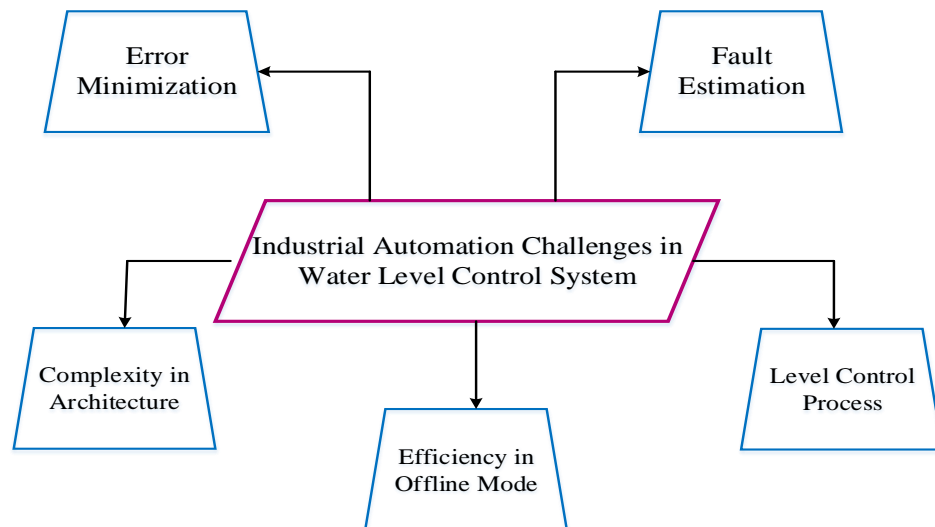 Error
Minimization
Fault
Estimation
Industrial Automation Challenges in
Water Level Control System
Complexity in
Architecture
Level Control
Process
Efficiency in
Offline Mode